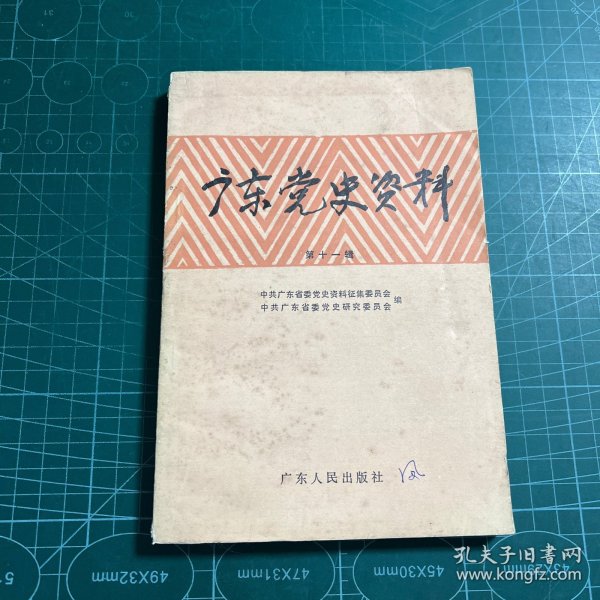 广东党史资料
第十一辑
中共广东省委党史资料征集委员会
中共广东省委党史研究委员会
编
广东人民出版社
49X32mm
47X31mm
45X30mm
孔夫子旧书网
www.kongfz.com